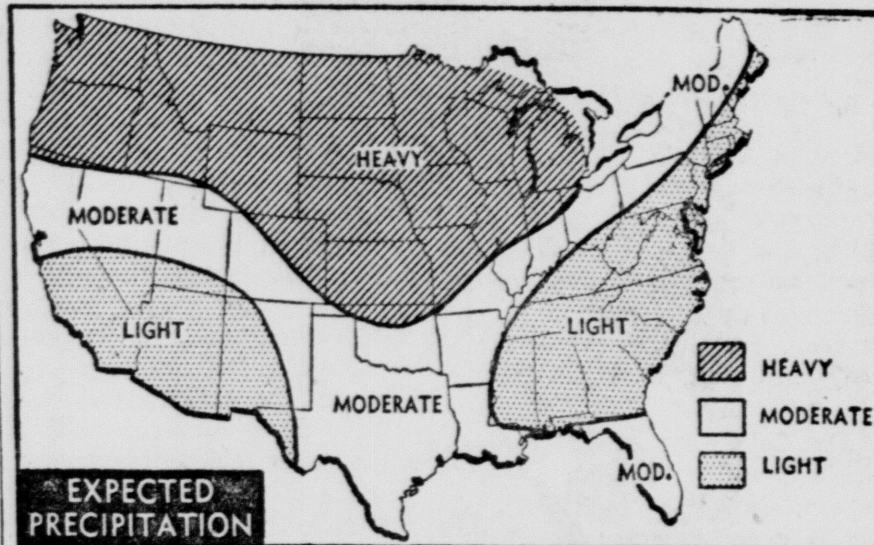 MOD.
HEAVY
MODERATE
LIGHT
LIGHT
MODERATE
MOD.
HEAVY
MODERATE
LIGHT
EXPECTED
PRECIPITATION